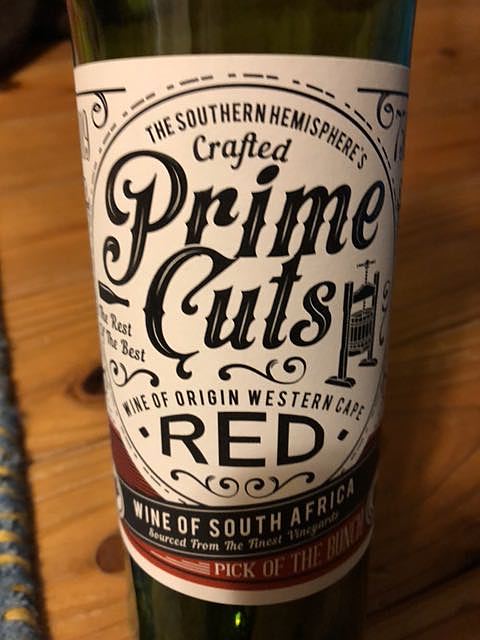 THE SOUTHERN HEMISPHERE'S
Crafted
Prime
Cuts
The Rest
The Best
WINE OF ORIGIN WESTERN CAPE
·RED·
WINE OF SOUTH AFRICA
Sourced From The Finest Vineyards
PICK OF THE BUNCH